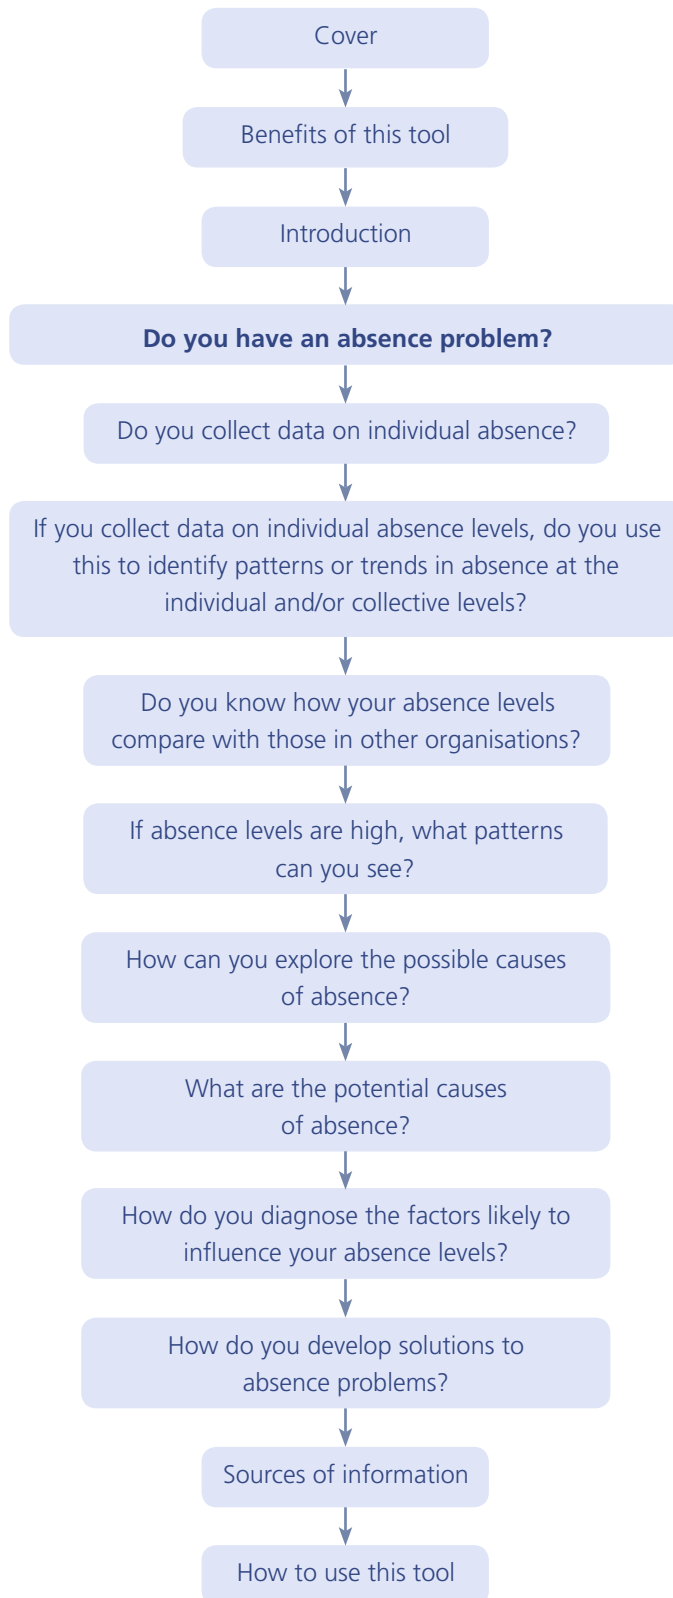 Cover
Benefits of this tool
Introduction
Do you have an absence problem?
Do you collect data on individual absence?
If you collect data on individual absence levels, do you use
this to identify patterns or trends in absence at the
individual and/or collective levels?
Do you know how your absence levels
compare with those in other organisations?
If absence levels are high, what patterns
can you see?
How can you explore the possible causes
of absence?
What are the potential causes
of absence?
How do you diagnose the factors likely to
influence your absence levels?
How do you develop solutions to
absence problems?
Sources of information
How to use this tool